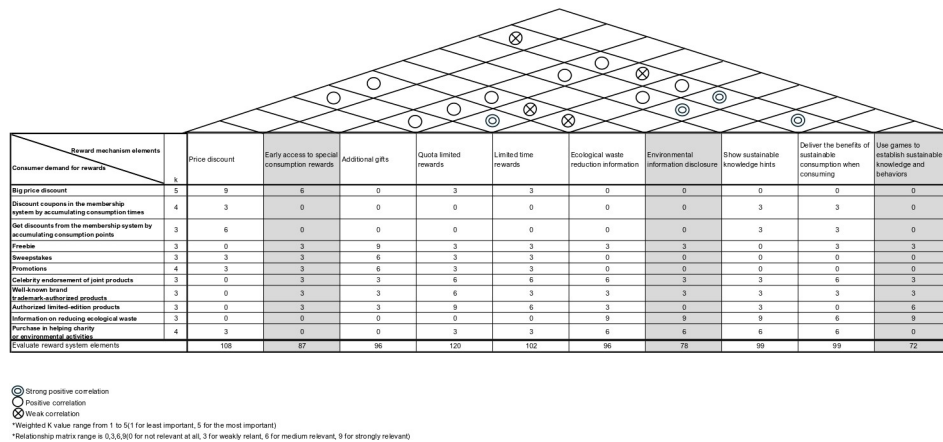 Reward mechanism elements
Consumer demand for rewards
k
Price discount
Early access to special
consumption rewards
Additional gifts
Quota limited
rewards
Limited time
rewards
Ecological waste
reduction information
Environmental
information disclosure
Show sustainable
knowledge hints
Deliver the benefits of
sustainable
consumption when
consuming
Use games to
establish sustainable
knowledge and
behaviors
Big price discount 5 9 6 0 3 3 0 0 0 0 0
Discount coupons in the membership
system by accumulating consumption times 4 3 0 0 0 0 0 0 3 3 0
Get discounts from the membership system by
accumulating consumption points 3 6 0 0 0 0 0 0 3 3 0
Freebie 3 0 3 9 3 3 3 3 0 3 3
Sweepstakes 3 3 3 6 3 3 0 0 0 0 0
Promotions 4 3 3 6 3 3 0 0 0 0 0
Celebrity endorsement of joint products 3 0 3 3 6 6 6 3 3 6 3
Well-known brand
trademark-authorized products 3 0 3 3 6 3 3 3 3 3 3
Authorized limited-edition products 3 0 3 3 9 6 3 0 3 0 6
Information on reducing ecological waste 3 0 0 0 0 0 9 9 9 6 9
Purchase in helping charity
or environmental activities 4 3 0 0 3 3 6 6 6 6 0
Evaluate reward system elements 108 87 96 120 102 96 78 99 99 72
Strong positive correlation
Positive correlation
Weak correlation
*Weighted K value range from 1 to 5(1 for least important, 5 for the most important)
*Relationship matrix range is 0,3,6,9(0 for not relevant at all, 3 for weakly relant, 6 for medium relevant, 9 for strongly relevant)